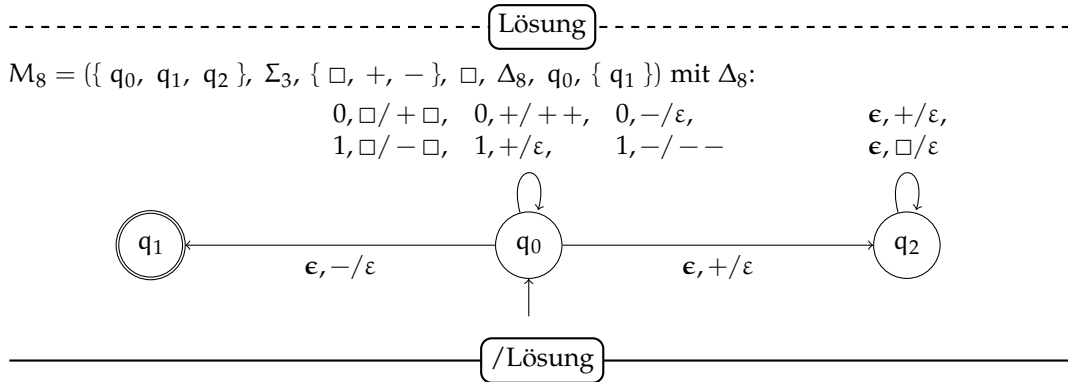 Lösung
M₈ = ({ q₀, q₁, q₂ }, Σ₃, { □, +, − }, □, Δ₈, q₀, { q₁ }) mit Δ₈:
0, □/ + □, 0, +/ + +, 0, −/ε, ϵ, +/ε,
1, □/ − □, 1, +/ε, 1, −/ − − ϵ, □/ε
q₁ q₀ q₂
ϵ, −/ε ϵ, +/ε
/Lösung